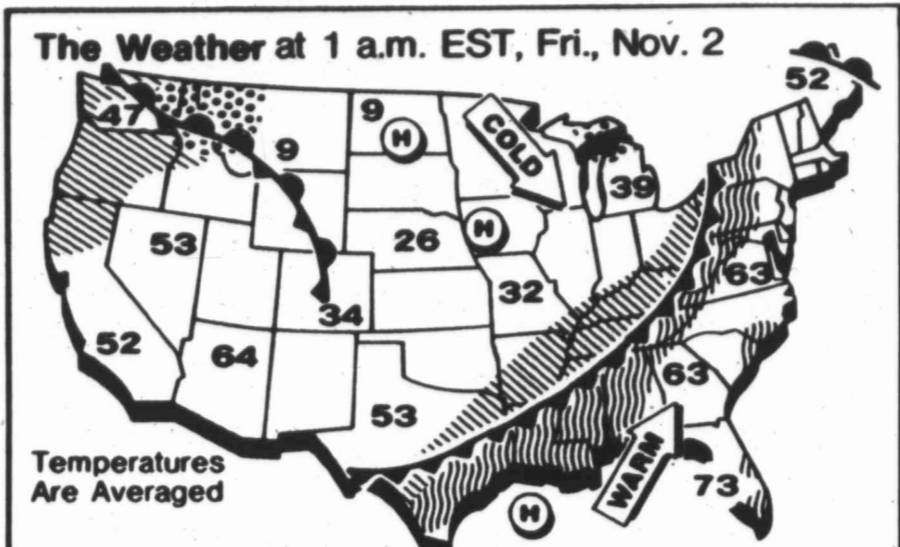 The Weather at 1 a.m. EST, Fri., Nov. 2
52
47
9
9
H
COLD
39
53
26
H
63
32
34
52
64
63
53
Temperatures
Are Averaged
WARM
73
H